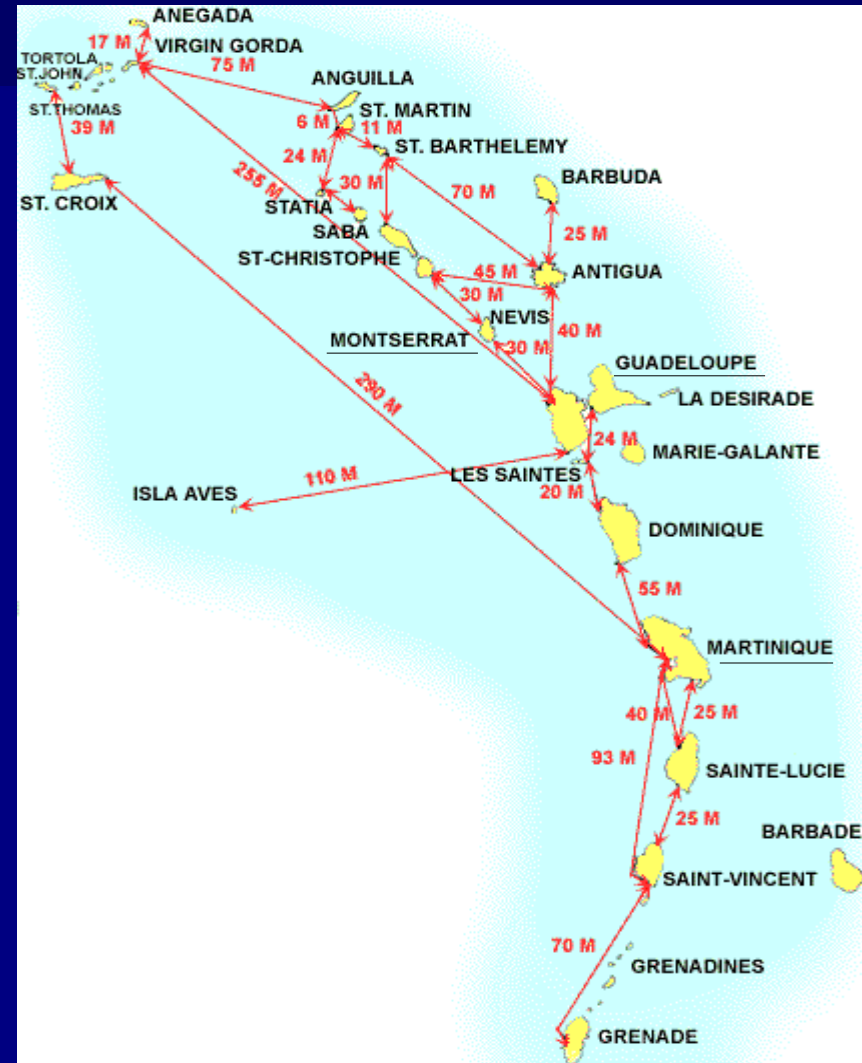 ANEGADA
17 M
VIRGIN GORDA
TORTOLA
75 M
ST.JOHN
ANGUILLA
ST.THOMAS
6 M
ST. MARTIN
11 M
39 M
ST. BARTHELEMY
24 M
255 M
30 M
70 M
BARBUDA
ST. CROIX
STATIA
SABA
25 M
ST-CHRISTOPHE
45 M
ANTIGUA
30 M
NEVIS
40 M
MONTSERRAT
30 M
GUADELOUPE
290 M
LA DESIRADE
24 M
MARIE-GALANTE
110 M
LES SAINTES
ISLA AVES
20 M
DOMINIQUE
55 M
MARTINIQUE
40 M
25 M
93 M
SAINTE-LUCIE
25 M
BARBADE
SAINT-VINCENT
70 M
GRENADINES
GRENADE